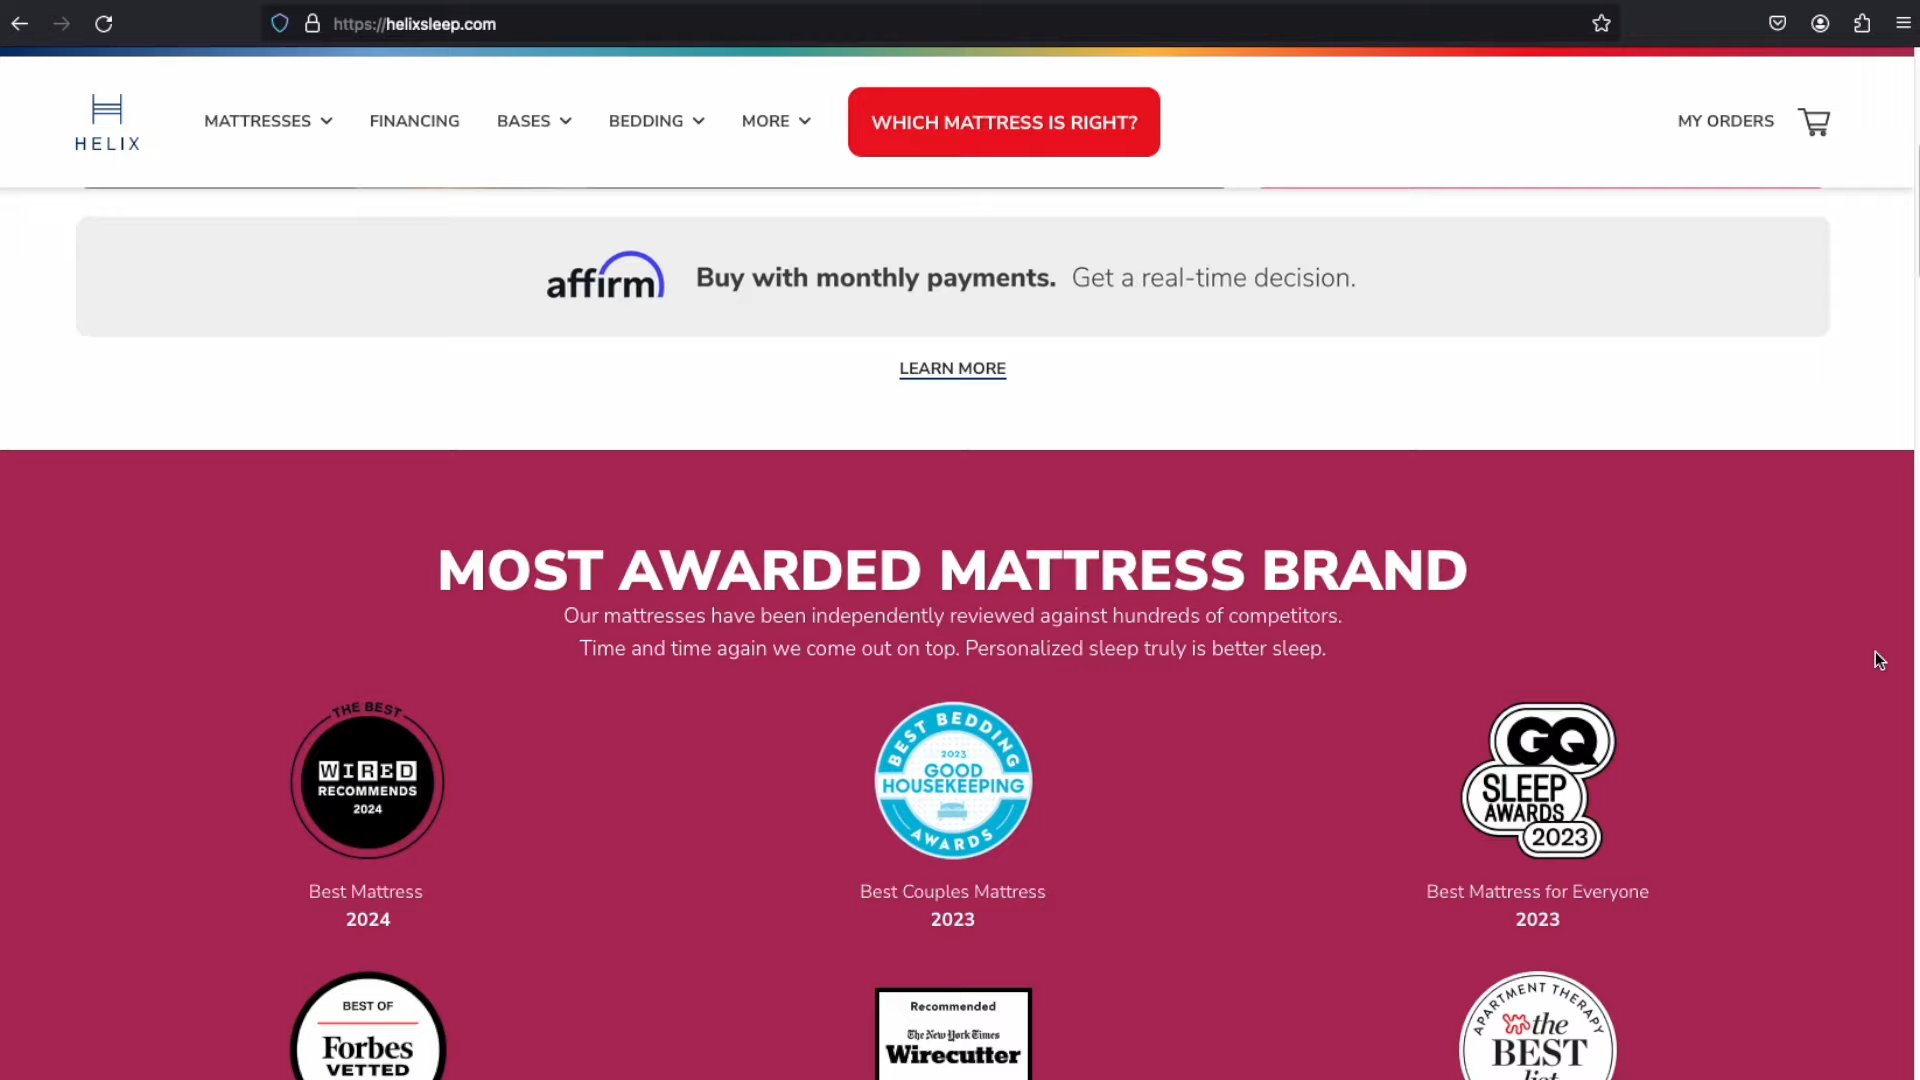 https://helixsleep.com
HELIX
MATTRESSES
FINANCING
BASES
BEDDING
MORE
WHICH MATTRESS IS RIGHT?
MY ORDERS
affirm
Buy with monthly payments. Get a real-time decision.
LEARN MORE
MOST AWARDED MATTRESS BRAND
Our mattresses have been independently reviewed against hundreds of competitors.
Time and time again we come out on top. Personalized sleep truly is better sleep.
THE BEST
WIRED
RECOMMENDS
2024
Best Mattress
2024
BEST BEDDING
2023
GOOD
HOUSEKEEPING
AWARDS
Best Couples Mattress
2023
GQ
SLEEP
AWARDS
2023
Best Mattress for Everyone
2023
BEST OF
Forbes
VETTED
Recommended
The New York Times
Wirecutter
APARTMENT THERAPY
the
BEST
list